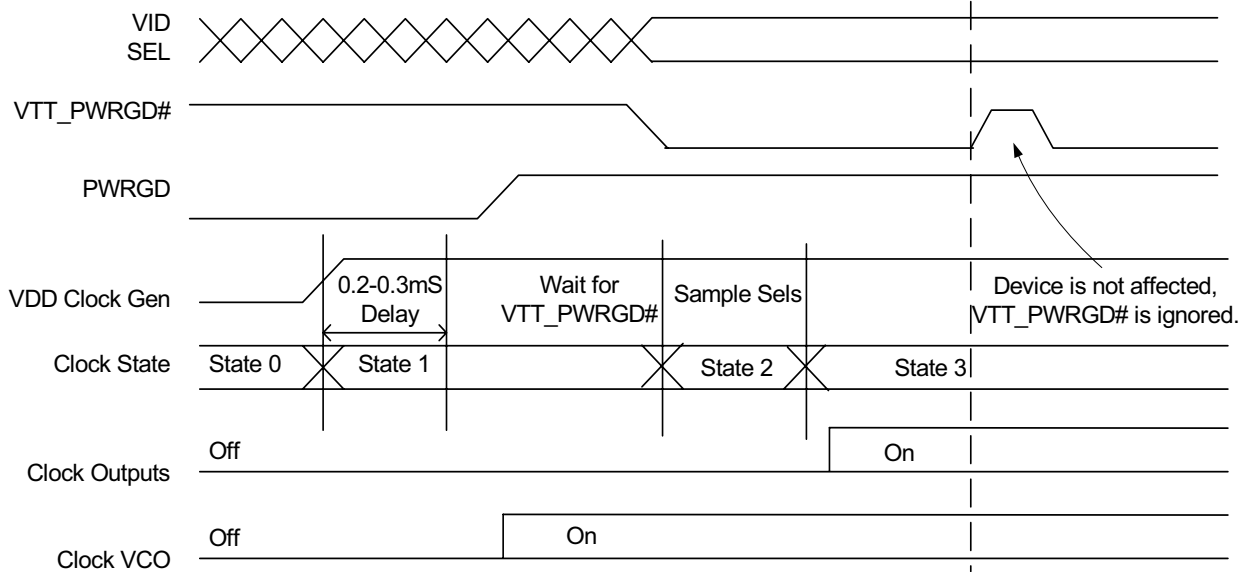 VID
SEL
VTT_PWRGD#
PWRGD
VDD Clock Gen
0.2-0.3mS
Delay
Wait for
VTT_PWRGD#
Sample Sels
Device is not affected,
VTT_PWRGD# is ignored.
Clock State
State 0
State 1
State 2
State 3
Clock Outputs
Off
On
Clock VCO
Off
On